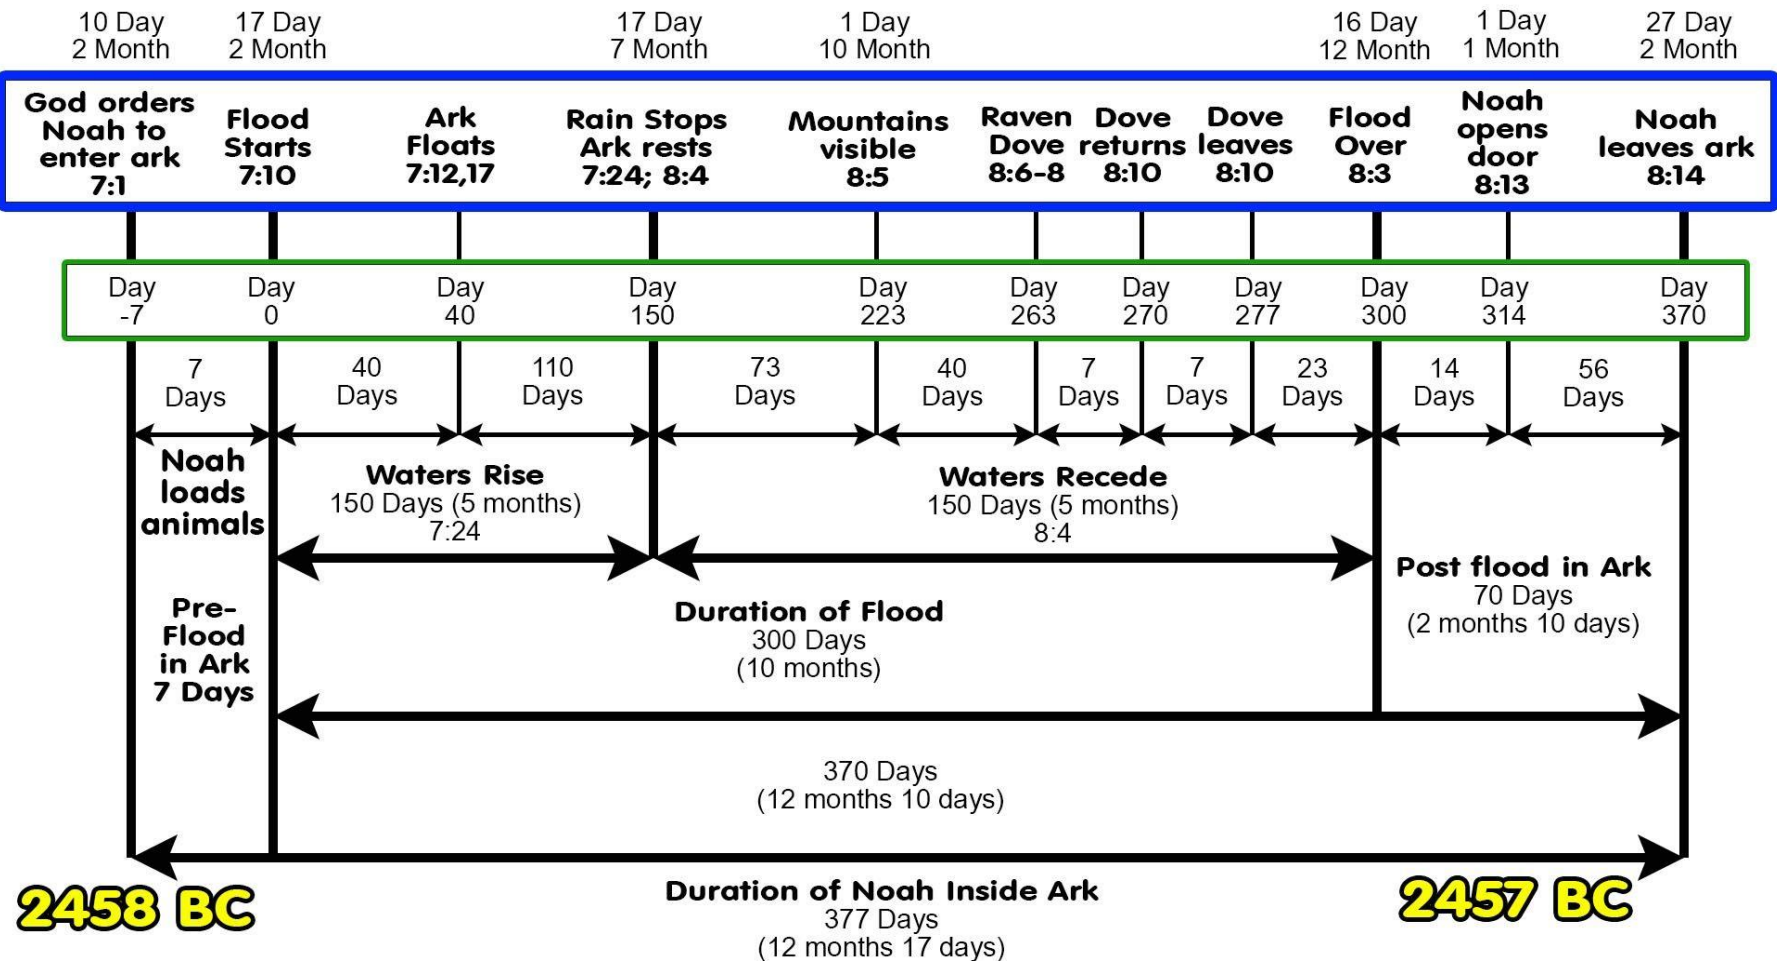 10 Day
2 Month
17 Day
2 Month
17 Day
7 Month
1 Day
10 Month
16 Day
12 Month
1 Day
1 Month
27 Day
2 Month
God orders
Noah to
enter ark
7:1
Flood
Starts
7:10
Ark
Floats
7:12,17
Rain Stops
Ark rests
7:24; 8:4
Mountains
visible
8:5
Raven
Dove
8:6-8
Dove
returns
8:10
Dove
leaves
8:10
Flood
Over
8:3
Noah
opens
door
8:13
Noah
leaves ark
8:14
Day
-7
Day
0
Day
40
Day
150
Day
223
Day
263
Day
270
Day
277
Day
300
Day
314
Day
370
7
Days
40
Days
110
Days
73
Days
40
Days
7
Days
7
Days
23
Days
14
Days
56
Days
Noah
loads
animals
Waters Rise
150 Days (5 months)
7:24
Waters Recede
150 Days (5 months)
8:4
Pre-
Flood
in Ark
7 Days
Duration of Flood
300 Days
(10 months)
Post flood in Ark
70 Days
(2 months 10 days)
370 Days
(12 months 10 days)
2458 BC
Duration of Noah Inside Ark
377 Days
(12 months 17 days)
2457 BC